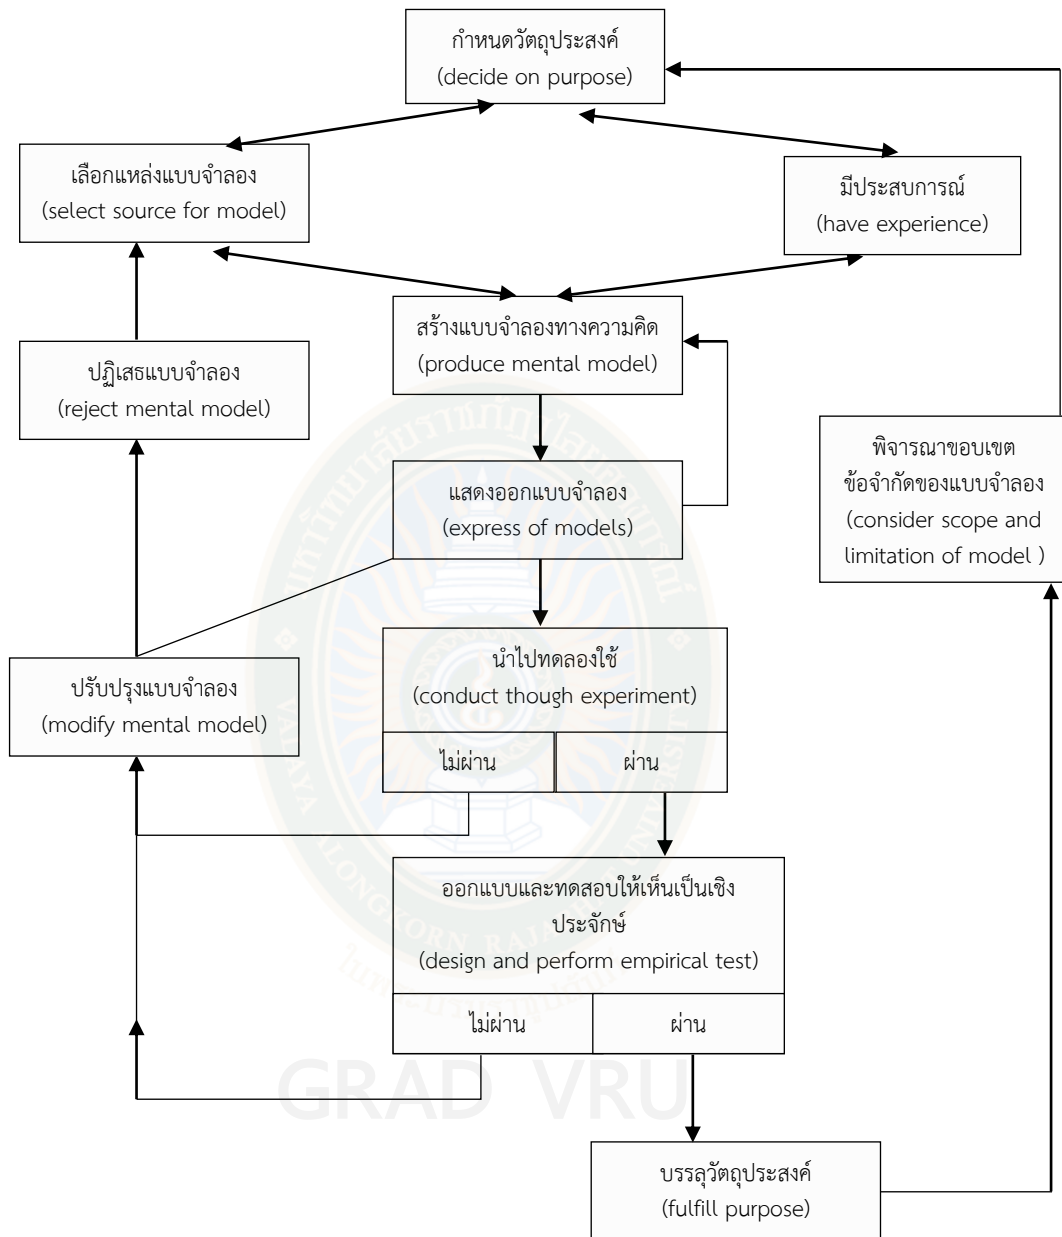 กำหนดวัตถุประสงค์
(decide on purpose)
เลือกแหล่งแบบจำลอง
(select source for model)
มีประสบการณ์
(have experience)
สร้างแบบจำลองทางความคิด
(produce mental model)
ปฏิเสธแบบจำลอง
(reject mental model)
พิจารณาขอบเขต
ข้อจำกัดของแบบจำลอง
(consider scope and
limitation of model )
แสดงออกแบบจำลอง
(express of models)
นำไปทดลองใช้
(conduct though experiment)
ปรับปรุงแบบจำลอง
(modify mental model)
ไม่ผ่าน
ผ่าน
ออกแบบและทดสอบให้เห็นเป็นเชิง
ประจักษ์
(design and perform empirical test)
ไม่ผ่าน
ผ่าน
GRAD VRU
บรรลุวัตถุประสงค์
(fulfill purpose)